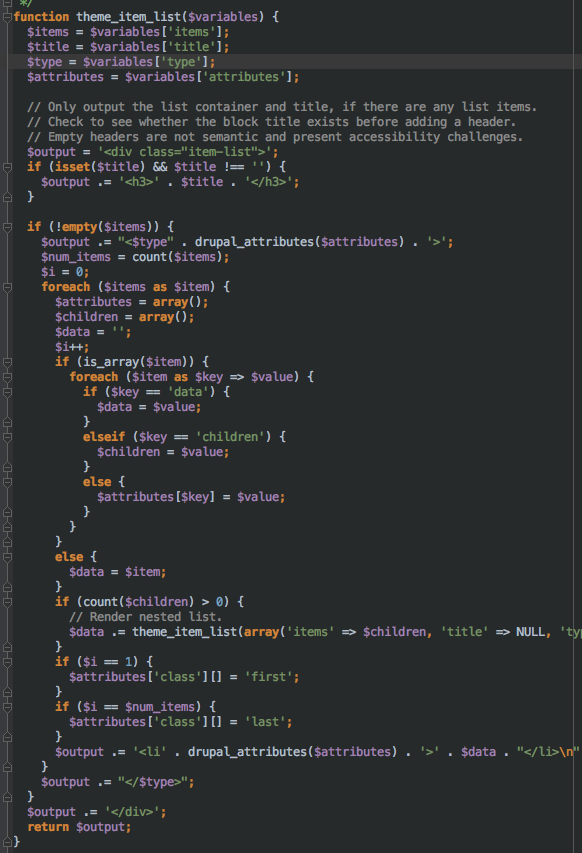 */
function theme_item_list($variables) {
  $items = $variables['items'];
  $title = $variables['title'];
  $type = $variables['type'];
  $attributes = $variables['attributes'];

  // Only output the list container and title, if there are any list items.
  // Check to see whether the block title exists before adding a header.
  // Empty headers are not semantic and present accessibility challenges.
  $output = '<div class="item-list">';
  if (isset($title) && $title !== '') {
    $output .= '<h3>' . $title . '</h3>';
  }

  if (!empty($items)) {
    $output .= "<$type" . drupal_attributes($attributes) . '>';
    $num_items = count($items);
    $i = 0;
    foreach ($items as $item) {
      $attributes = array();
      $children = array();
      $data = '';
      $i++;
      if (is_array($item)) {
        foreach ($item as $key => $value) {
          if ($key == 'data') {
            $data = $value;
          }
          elseif ($key == 'children') {
            $children = $value;
          }
          else {
            $attributes[$key] = $value;
          }
        }
      }
      else {
        $data = $item;
      }
      if (count($children) > 0) {
        // Render nested list.
        $data .= theme_item_list(array('items' => $children, 'title' => NULL, 'typ
      }
      if ($i == 1) {
        $attributes['class'][] = 'first';
      }
      if ($i == $num_items) {
        $attributes['class'][] = 'last';
      }
      $output .= '<li' . drupal_attributes($attributes) . '>' . $data . "</li>\n"
    }
    $output .= "</$type>";
  }
  $output .= '</div>';
  return $output;
}